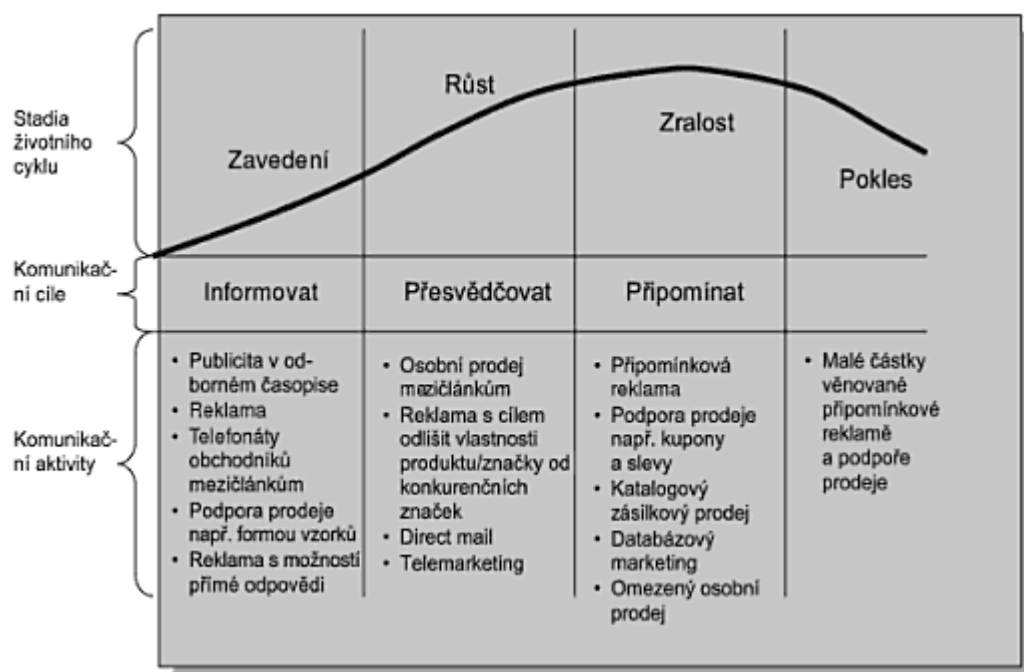 Stadia
životního
cyklu
Zavedení
Růst
Zralost
Pokles
Komunikač-
ní cíle
Informovat
Přesvědčovat
Připomínat
Komunikač-
ní aktivity
• Publicita v od-
borném časopise
• Reklama
• Telefonáty
obchodníků
mezičlánkům
• Podpora prodeje
např. formou vzorků
• Reklama s možností
přímé odpovědi
• Osobní prodej
mezičlánkům
• Reklama s cílem
odlišit vlastnosti
produktu/značky od
konkurenčních
značek
• Direct mail
• Telemarketing
• Připomínková
reklama
• Podpora prodeje
např. kupony
a slevy
• Katalogový
zásilkový prodej
• Databázový
marketing
• Omezený osobní
prodej
• Malé částky
věnované
připomínkové
reklamě
a podpoře
prodeje